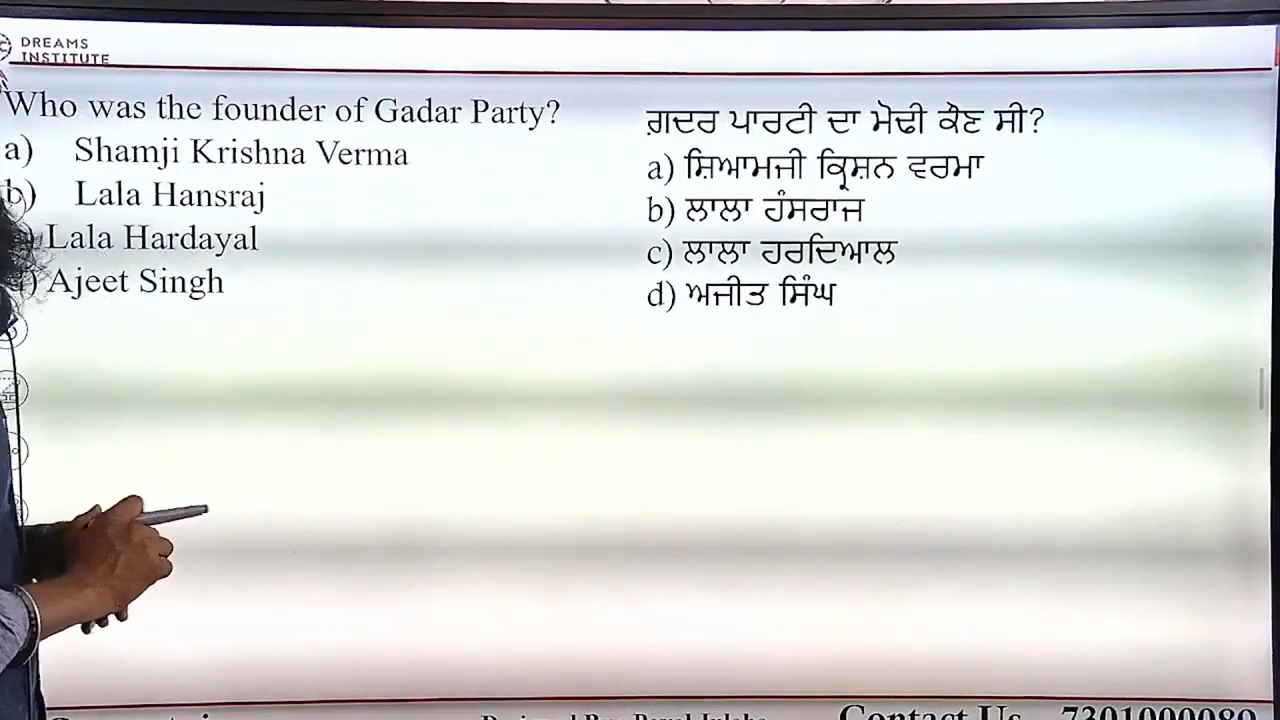 DREAMS
INSTITUTE
Who was the founder of Gadar Party?
a) Shamji Krishna Verma
b) Lala Hansraj
Lala Hardayal
) Ajeet Singh
ਗ਼ਦਰ ਪਾਰਟੀ ਦਾ ਮੋਢੀ ਕੌਣ ਸੀ?
a) ਸ਼ਿਆਮਜੀ ਕ੍ਰਿਸ਼ਨ ਵਰਮਾ
b) ਲਾਲਾ ਹੰਸਰਾਜ
c) ਲਾਲਾ ਹਰਦਿਆਲ
d) ਅਜੀਤ ਸਿੰਘ
Contact Us 7301000080